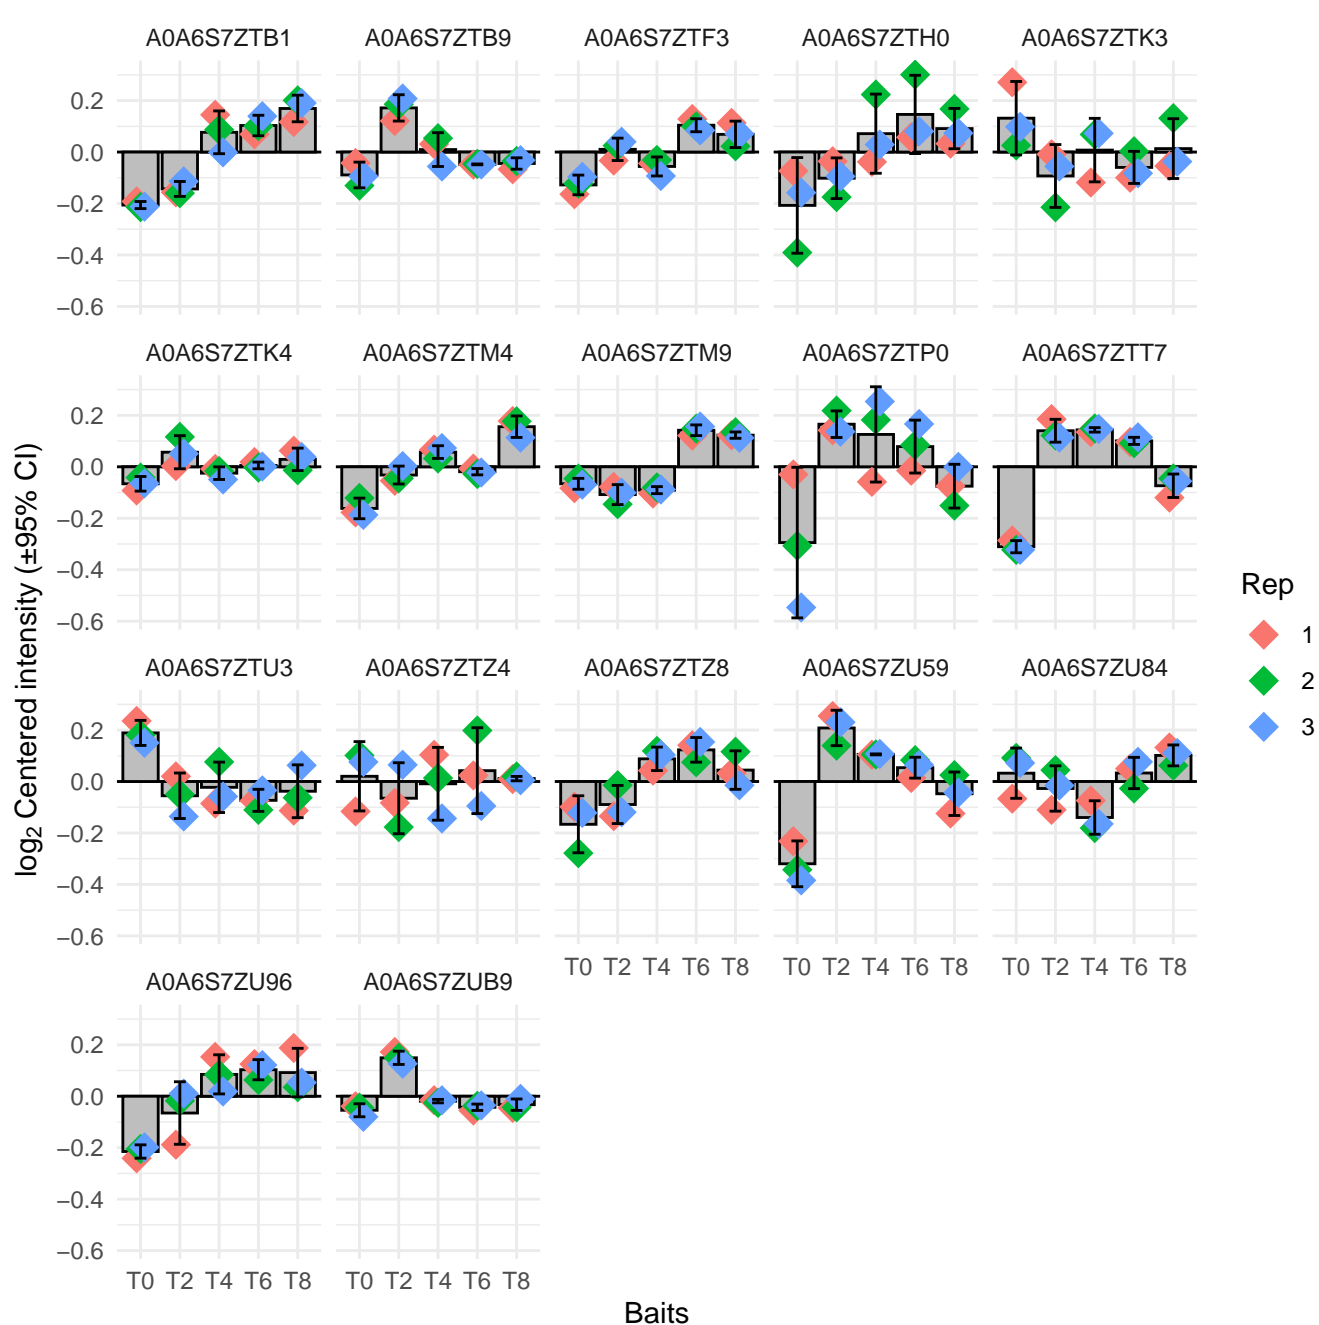 A0A6S7ZTB1 A0A6S7ZTB9 A0A6S7ZTF3 A0A6S7ZTH0 A0A6S7ZTK3
0.2
0.0
−0.2
−0.4
−0.6
A0A6S7ZTK4 A0A6S7ZTM4 A0A6S7ZTM9 A0A6S7ZTP0 A0A6S7ZTT7
0.2
0.0
−0.2
−0.4
−0.6
log₂ Centered intensity (±95% CI)
Rep
1
2
3
A0A6S7ZTU3 A0A6S7ZTZ4 A0A6S7ZTZ8 A0A6S7ZU59 A0A6S7ZU84
0.2
0.0
−0.2
−0.4
−0.6
T0 T2 T4 T6 T8 T0 T2 T4 T6 T8 T0 T2 T4 T6 T8
A0A6S7ZU96 A0A6S7ZUB9
0.2
0.0
−0.2
−0.4
−0.6
T0 T2 T4 T6 T8 T0 T2 T4 T6 T8
Baits